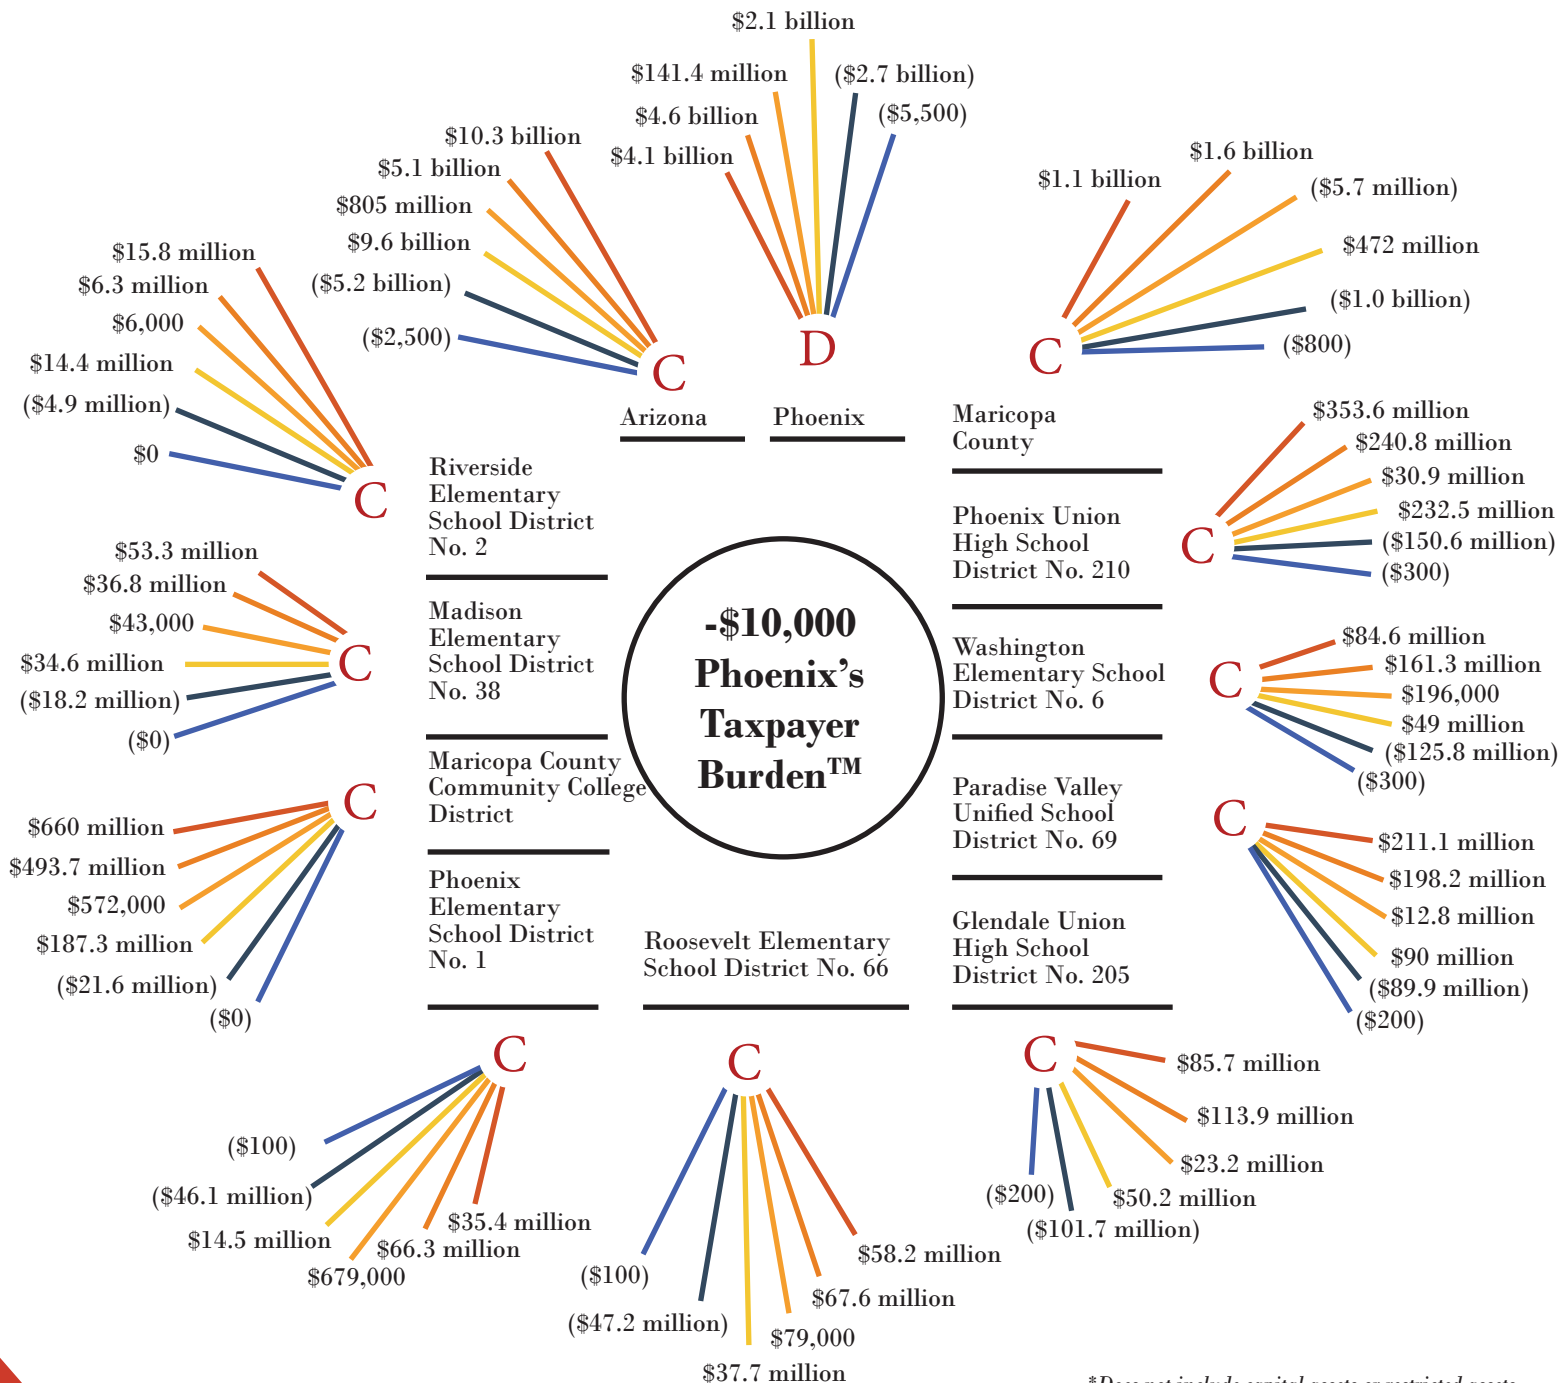 $2.1 billion
$141.4 million
($2.7 billion)
$4.6 billion
($5,500)
$4.1 billion
D
Phoenix
$10.3 billion
$5.1 billion
$805 million
$9.6 billion
($5.2 billion)
($2,500)
C
Arizona
$1.6 billion
$1.1 billion
($5.7 million)
$472 million
($1.0 billion)
($800)
C
Maricopa
County
$15.8 million
$6.3 million
$6,000
$14.4 million
($4.9 million)
$0
C
Riverside
Elementary
School District
No. 2
$353.6 million
$240.8 million
$30.9 million
$232.5 million
($150.6 million)
($300)
C
Phoenix Union
High School
District No. 210
$53.3 million
$36.8 million
$43,000
$34.6 million
($18.2 million)
($0)
C
Madison
Elementary
School District
No. 38
-$10,000
Phoenix’s
Taxpayer
Burden™
$84.6 million
$161.3 million
$196,000
$49 million
($125.8 million)
($300)
C
Washington
Elementary School
District No. 6
C
Maricopa County
Community College
District
$660 million
$493.7 million
$572,000
$187.3 million
($21.6 million)
($0)
C
Paradise Valley
Unified School
District No. 69
$211.1 million
$198.2 million
$12.8 million
$90 million
($89.9 million)
($200)
Phoenix
Elementary
School District
No. 1
C
($100)
($46.1 million)
$14.5 million
$679,000
$66.3 million
$35.4 million
Roosevelt Elementary
School District No. 66
C
($100)
($47.2 million)
$37.7 million
$79,000
$67.6 million
$58.2 million
Glendale Union
High School
District No. 205
C
$85.7 million
$113.9 million
$23.2 million
$50.2 million
($101.7 million)
($200)
*Does not include capital assets or restricted assets